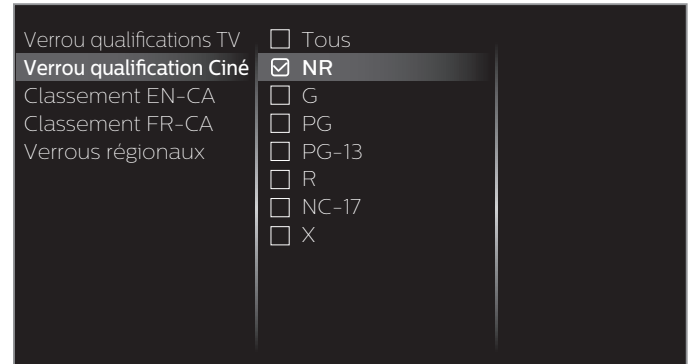 Verrou qualifications TV
Verrou qualification Ciné
Classement EN-CA
Classement FR-CA
Verrous régionaux
Tous
NR
G
PG
PG-13
R
NC-17
X